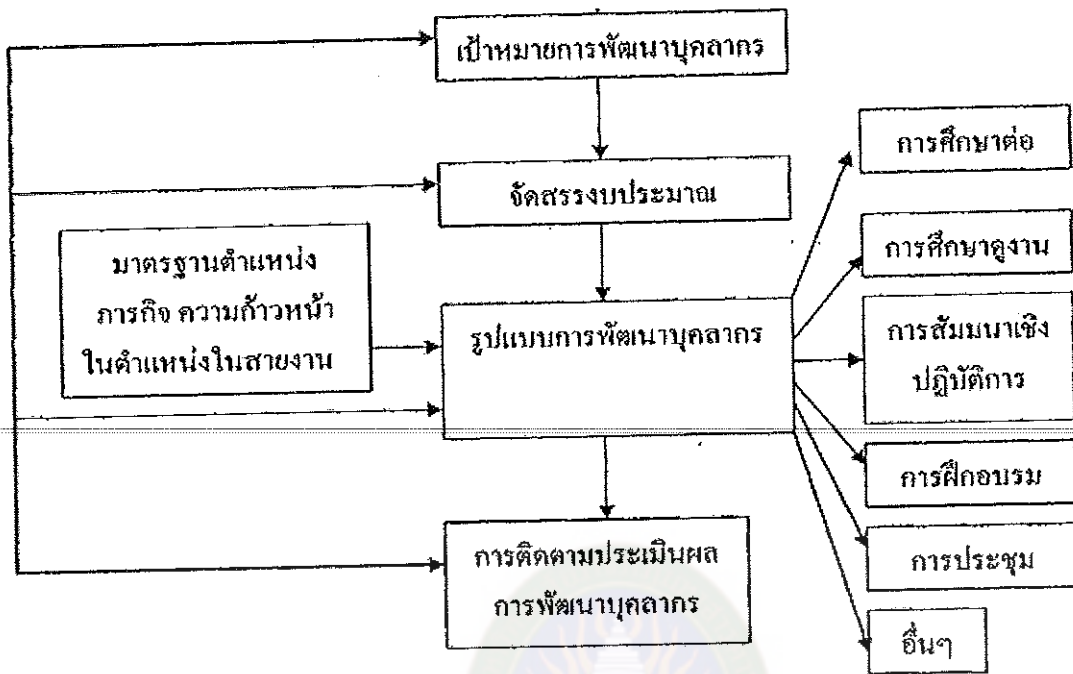 เป้าหมายการพัฒนาบุคลากร
จัดสรรงบประมาณ
มาตรฐานตำแหน่ง
ภารกิจ ความก้าวหน้า
ในตำแหน่งในสายงาน
รูปแบบการพัฒนาบุคลากร
การติดตามประเมินผล
การพัฒนาบุคลากร
การศึกษาต่อ
การศึกษาดูงาน
การสัมมนาเชิง
ปฏิบัติการ
การฝึกอบรม
การประชุม
อื่นๆ